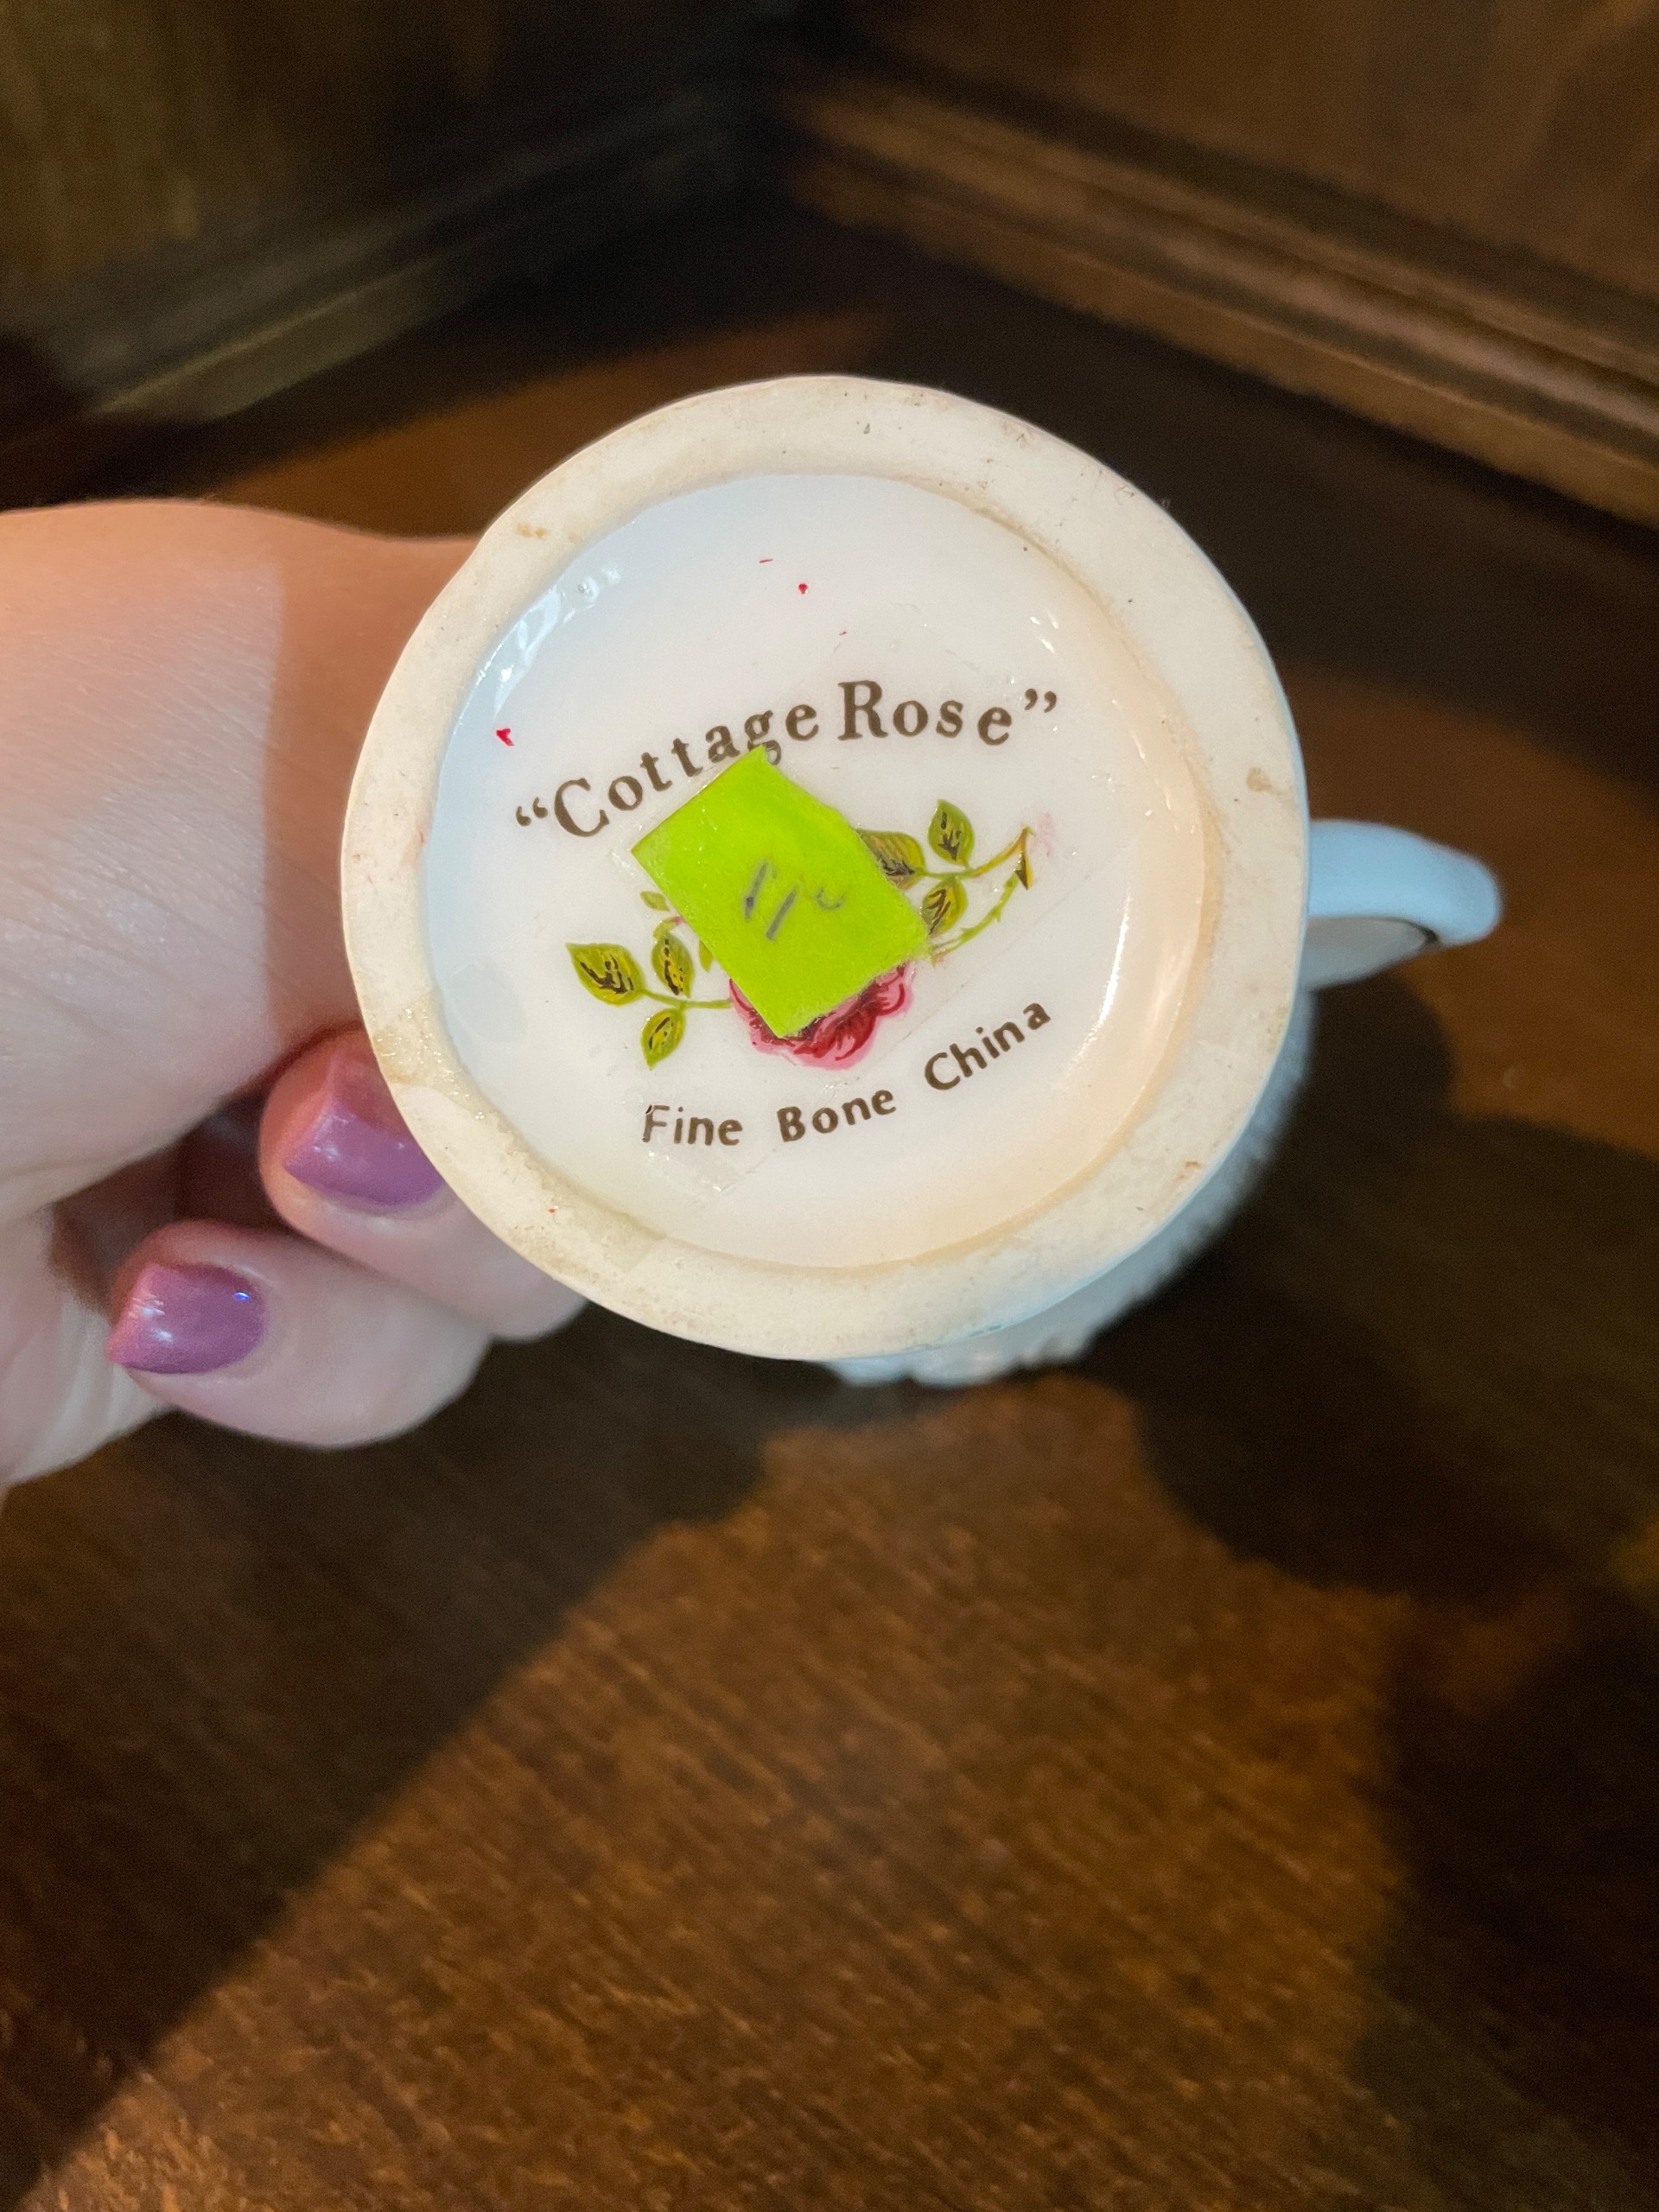 “Cottage Rose”
Fine Bone China